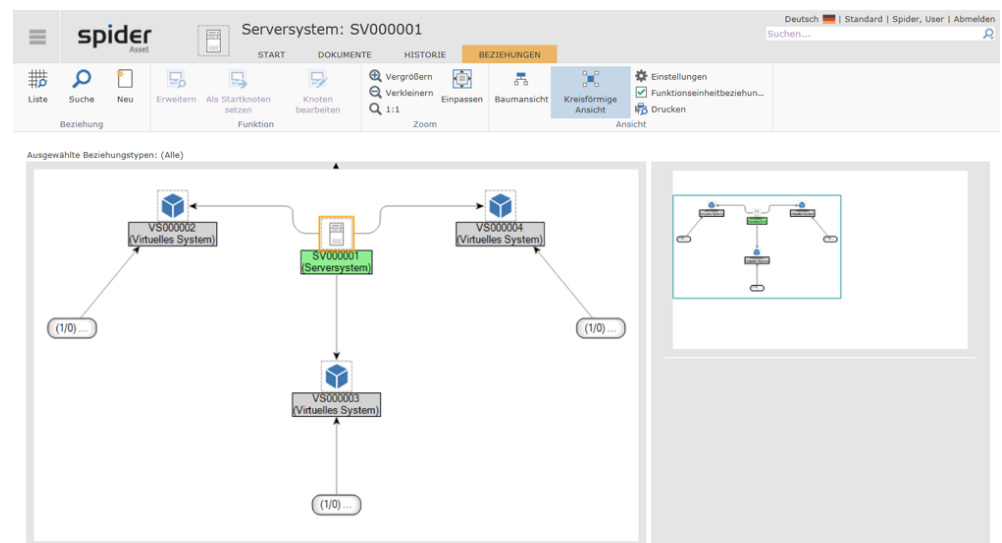 Deutsch | Standard | Spider, User | Abmelden
spider
Asset
Serversystem: SV000001
Suchen...
START DOKUMENTE HISTORIE BEZIEHUNGEN
Liste Suche Neu
Beziehung
Erweitern Als Startknoten setzen Knoten bearbeiten
Funktion
Vergrößern
Verkleinern
1:1
Einpassen
Zoom
Baumansicht Kreisförmige Ansicht
Einstellungen
Funktionseinheitbeziehun...
Drucken
Ansicht
Ausgewählte Beziehungstypen: (Alle)
VS000002
(Virtuelles System)
SV000001
(Serversystem)
VS000004
(Virtuelles System)
(1/0) ...
(1/0) ...
VS000003
(Virtuelles System)
(1/0) ...